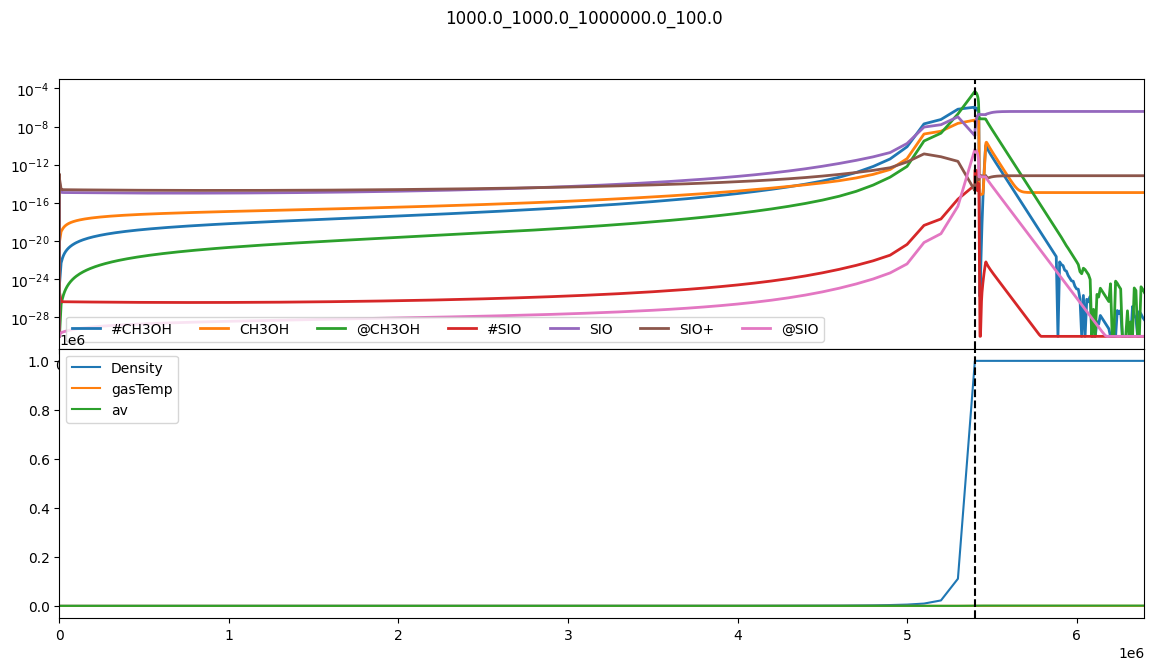 1000.0_1000.0_1000000.0_100.0
10⁻⁴
10⁻⁸
10⁻¹²
10⁻¹⁶
10⁻²⁰
10⁻²⁴
10⁻²⁸
#CH3OH CH3OH @CH3OH #SIO SIO SIO+ @SIO
1e6
1.0
0.8
0.6
0.4
0.2
0.0
Density
gasTemp
av
0 1 2 3 4 5 6
1e6